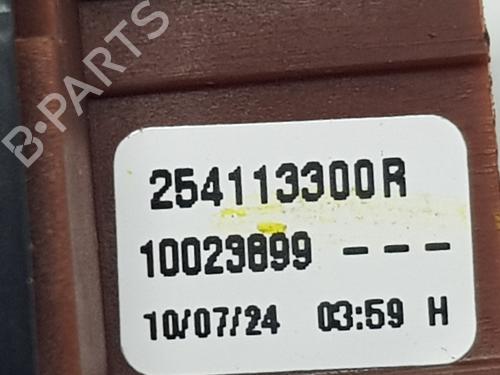 B-PARTS
254113300R
10023899 ---
10/07/24 03:59 H